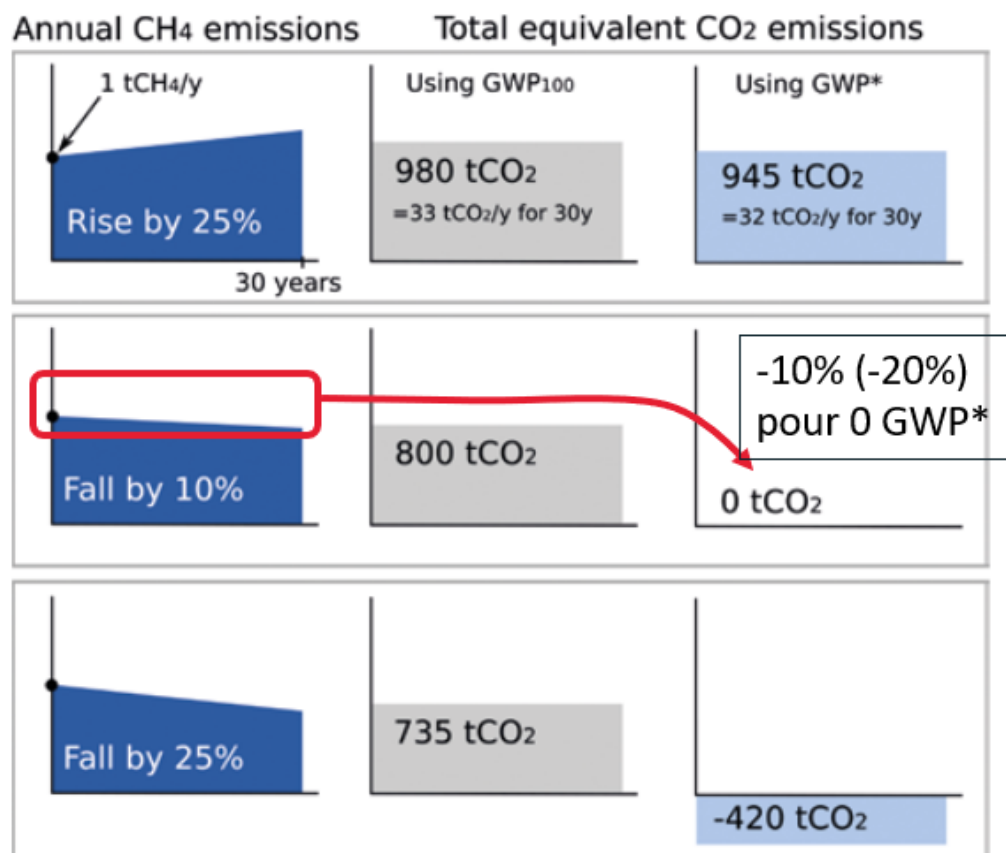 Annual CH₄ emissions
Total equivalent CO₂ emissions
1 tCH₄/y
Rise by 25%
30 years
Using GWP₁₀₀
980 tCO₂
=33 tCO₂/y for 30y
Using GWP*
945 tCO₂
=32 tCO₂/y for 30y
Fall by 10%
800 tCO₂
-10% (-20%)
pour 0 GWP*
0 tCO₂
Fall by 25%
735 tCO₂
-420 tCO₂